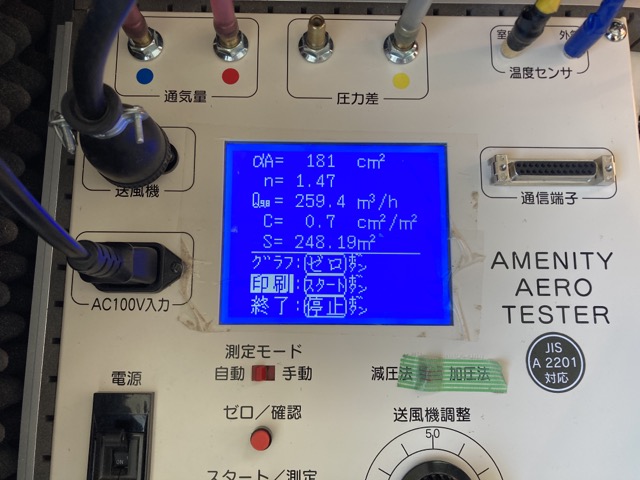 室
外
温度センサ
通気量
圧力差
送風機
通信端子
αA= 181 cm²
n= 1.47
Q9.8= 259.4 m³/h
C= 0.7 cm²/m²
S= 248.19m²
グラフ:ゼロボタン
印刷:スタートボタン
終了:停止ボタン
AC100V入力
AMENITY
AERO
TESTER
JIS
A 2201
対応
測定モード
自動 手動
減圧法 加圧法
電源
ON
ゼロ/確認
送風機調整
50
スタート/測定